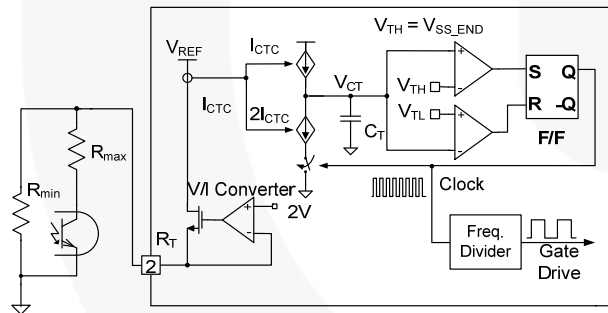 V_TH = V_SS_END
V_REF
I_CTC
I_CTC
2I_CTC
V_CT
C_T
+
-
V_TH
V_TL
+
-
S Q
R -Q
F/F
R_max
R_min
V/I Converter
+
-
2V
R_T
2
Clock
Freq.
Divider
Gate
Drive